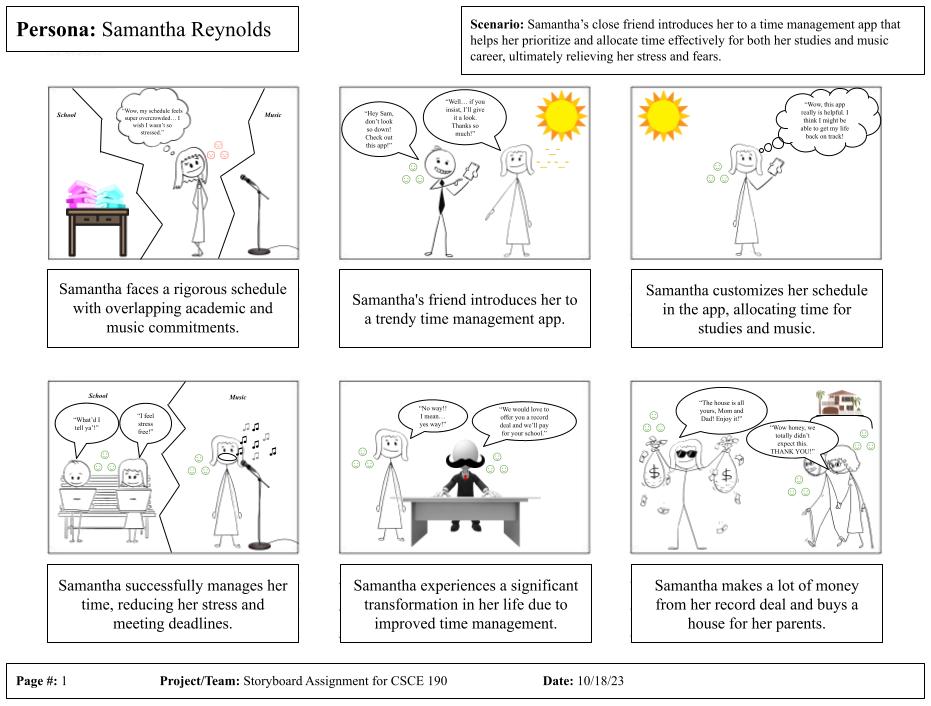 Persona: Samantha Reynolds
Scenario: Samantha's close friend introduces her to a time management app that
helps her prioritize and allocate time effectively for both her studies and music
career, ultimately relieving her stress and fears.
School
"Wow, my schedule feels
super overcrowded… I
wish I wasn't so
stressed."
Music
Samantha faces a rigorous schedule
with overlapping academic and
music commitments.
"Hey Sam,
don't look
so down!
Check out
this app!"
"Well… if you
insist, I'll give
it a look.
Thanks so
much!"
Samantha's friend introduces her to
a trendy time management app.
"Wow, this app
really is helpful. I
think I might be
able to get my life
back on track!
Samantha customizes her schedule
in the app, allocating time for
studies and music.
School
"What'd I
tell ya'!"
"I feel
stress
free!"
Music
Samantha successfully manages her
time, reducing her stress and
meeting deadlines.
"No way!!
I mean…
yes way!"
"We would love to
offer you a record
deal and we'll pay
for your school."
Samantha experiences a significant
transformation in her life due to
improved time management.
"The house is all
yours, Mom and
Dad! Enjoy it!"
"Wow honey, we
totally didn't
expect this.
THANK YOU!"
$
$
Samantha makes a lot of money
from her record deal and buys a
house for her parents.
Page #: 1 Project/Team: Storyboard Assignment for CSCE 190 Date: 10/18/23